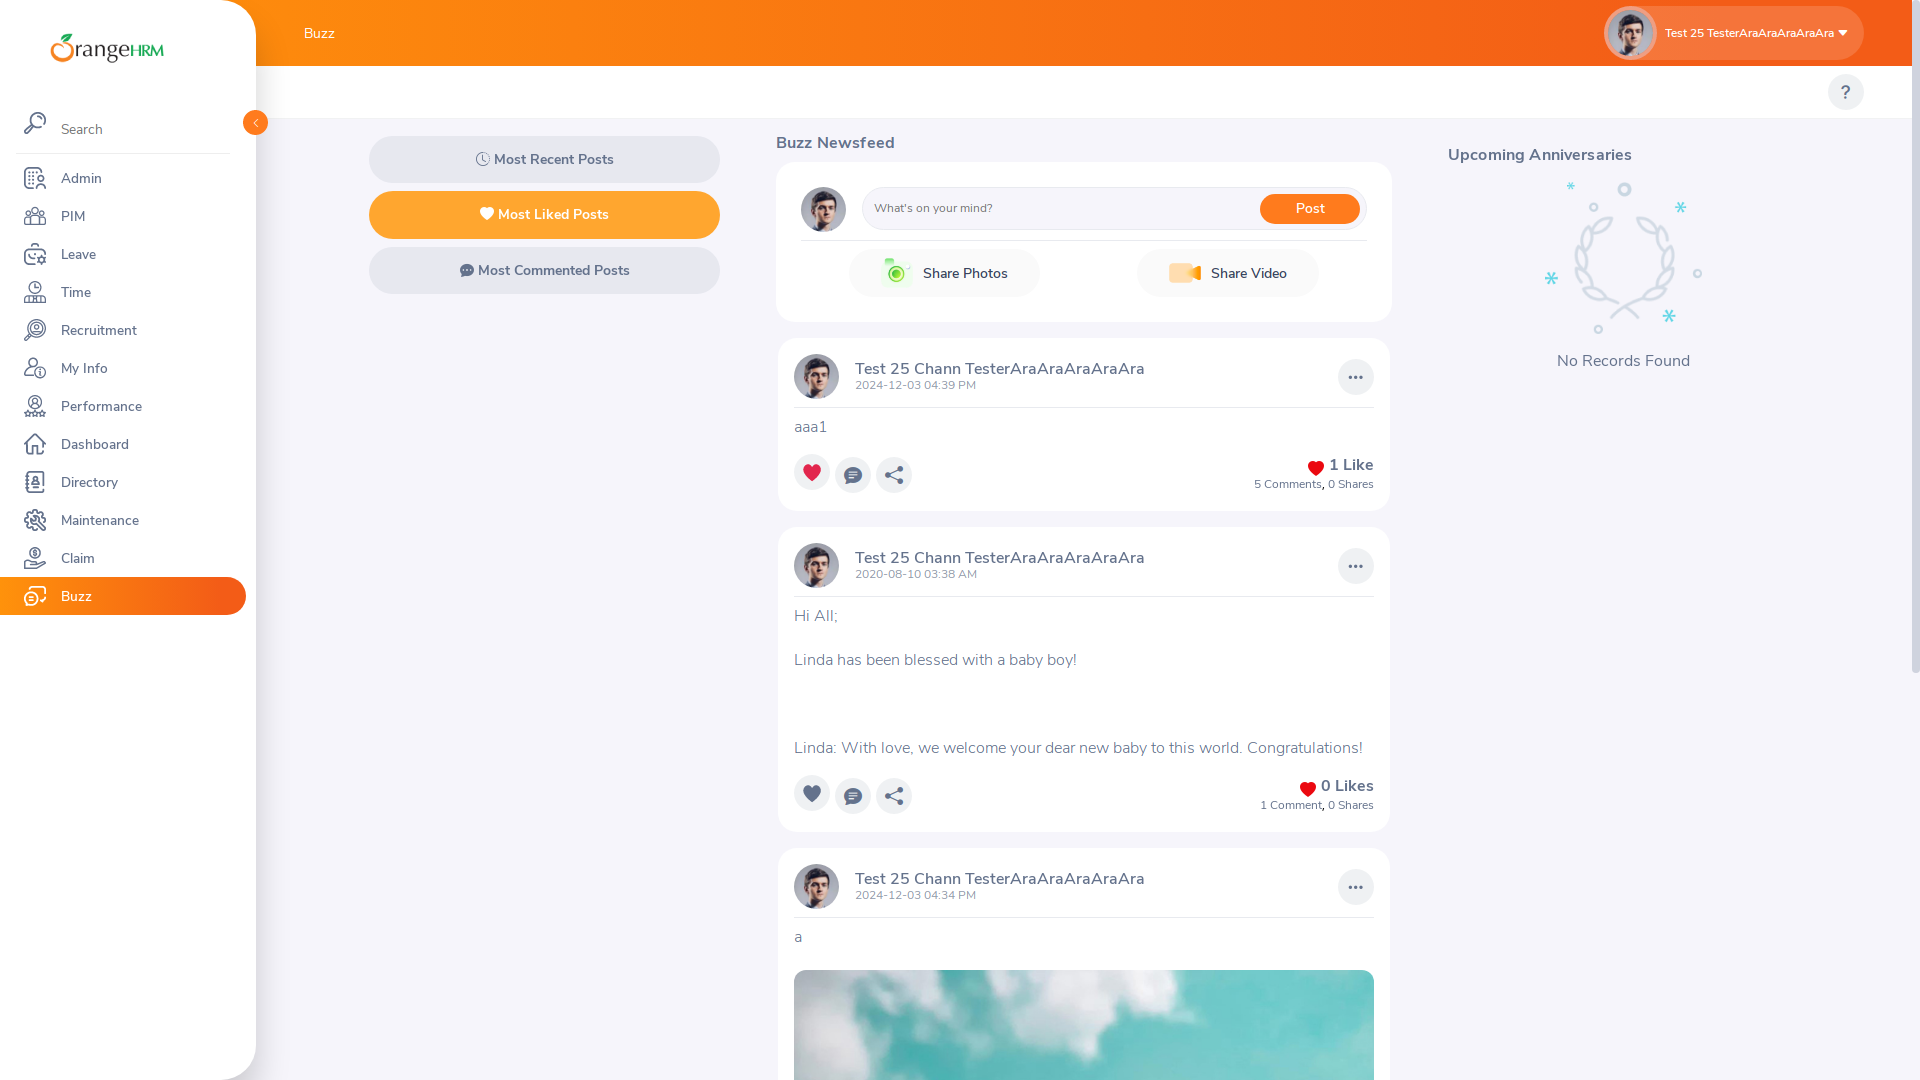 OrangeHRM
Search
Admin
PIM
Leave
Time
Recruitment
My Info
Performance
Dashboard
Directory
Maintenance
Claim
Buzz
Buzz
Test 25 TesterAraAraAraAraAra
?
Most Recent Posts
Most Liked Posts
Most Commented Posts
Buzz Newsfeed
What's on your mind?
Post
Share Photos
Share Video
Test 25 Chann TesterAraAraAraAraAra
2024-12-03 04:39 PM
aaa1
1 Like
5 Comments, 0 Shares
Test 25 Chann TesterAraAraAraAraAra
2020-08-10 03:38 AM
Hi All;
Linda has been blessed with a baby boy!
Linda: With love, we welcome your dear new baby to this world. Congratulations!
0 Likes
1 Comment, 0 Shares
Test 25 Chann TesterAraAraAraAraAra
2024-12-03 04:34 PM
a
Upcoming Anniversaries
No Records Found